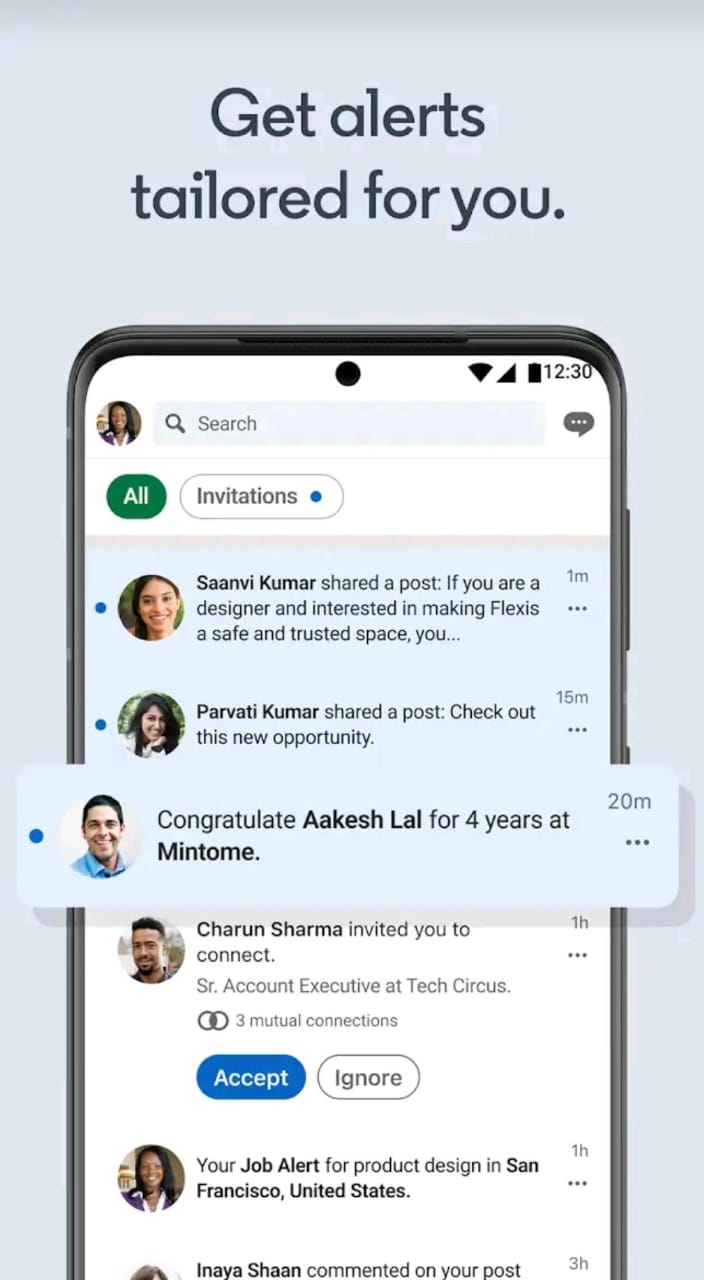 Get alerts
tailored for you.
12:30
Search
All
Invitations
Saanvi Kumar shared a post: If you are a
1m
designer and interested in making Flexis
a safe and trusted space, you...
15m
Parvati Kumar shared a post: Check out
this new opportunity.
20m
Congratulate Aakesh Lal for 4 years at
Mintome.
Charun Sharma invited you to
1h
connect.
Sr. Account Executive at Tech Circus.
3 mutual connections
Accept
Ignore
1h
Your Job Alert for product design in San
Francisco, United States.
3h
Inaya Shaan commented on your post